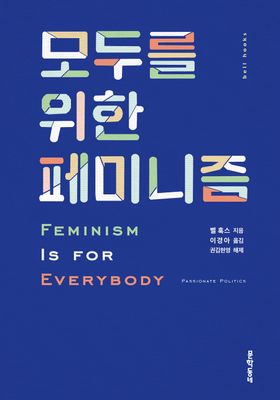 bell hooks
모두를
위한
페미니즘
FEMINISM
IS FOR
EVERYBODY
PASSIONATE POLITICS
벨 훅스 지음
이경아 옮김
권김현영 해제
문학동네